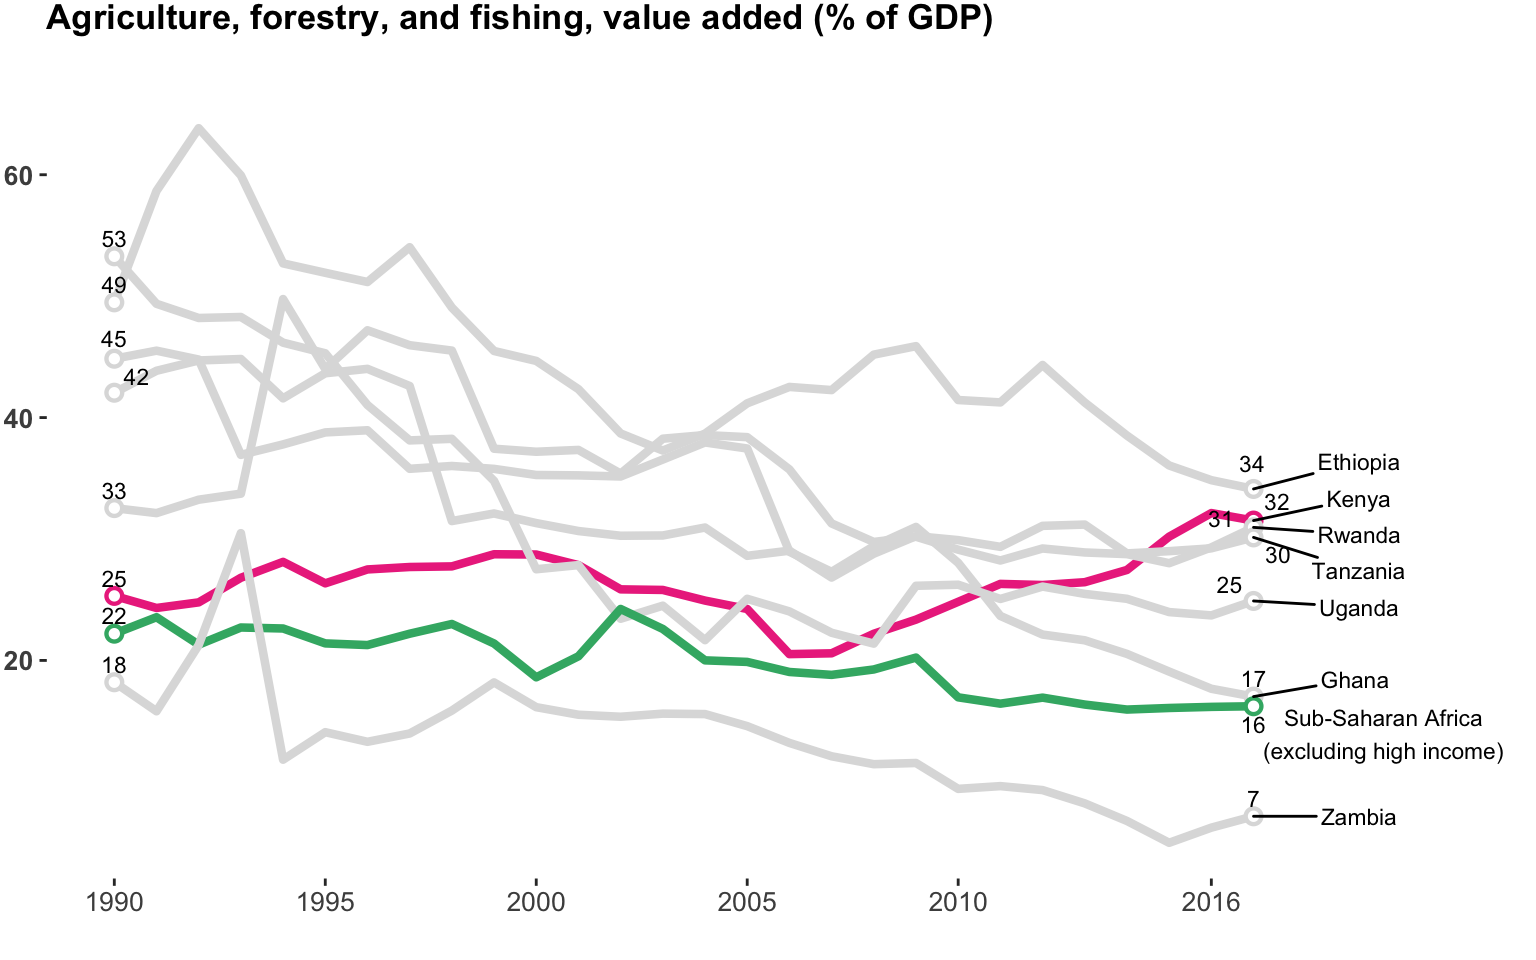 Agriculture, forestry, and fishing, value added (% of GDP)
60
53
49
45
40
42
34
Ethiopia
33
32
Kenya
31
Rwanda
30
Tanzania
25
25
Uganda
22
20
18
17
Ghana
16
Sub-Saharan Africa
(excluding high income)
7
Zambia
1990
1995
2000
2005
2010
2016